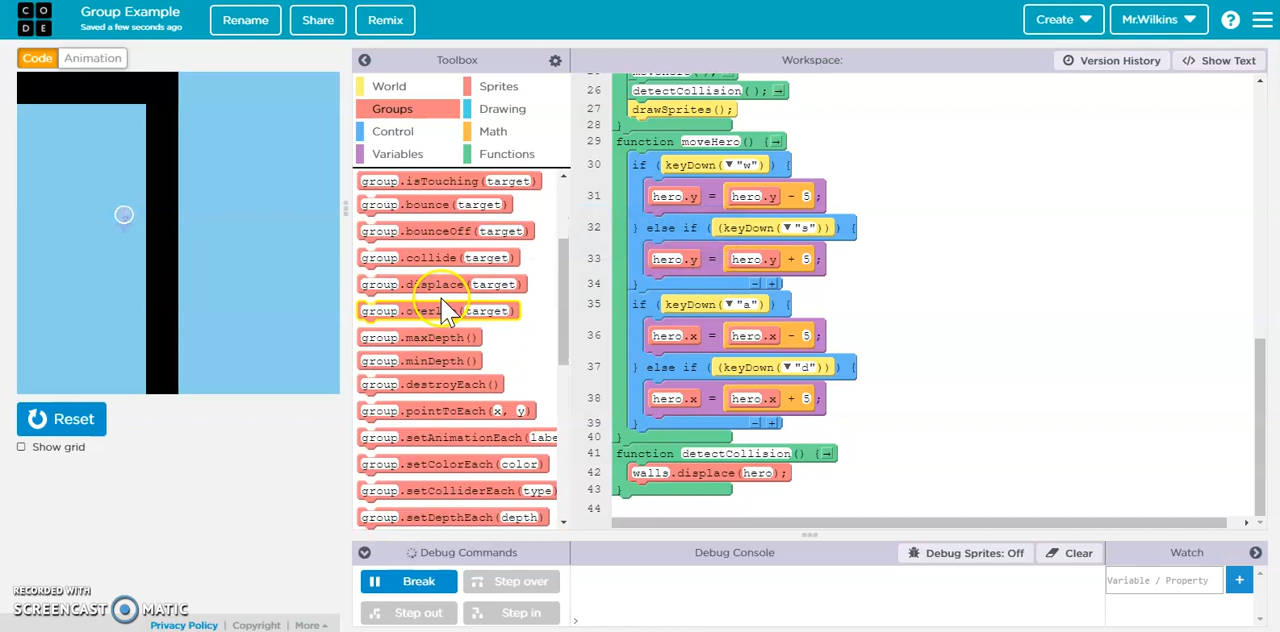 CODE
Group Example
Saved a few seconds ago
Rename
Share
Remix
Create
Mr.Wilkins
?
Code
Animation
Toolbox
Workspace:
Version History
</> Show Text
World
Sprites
Groups
Drawing
Control
Math
Variables
Functions
group.isTouching(target)
group.bounce(target)
group.bounceOff(target)
group.collide(target)
group.displace(target)
(target)
group.maxDepth()
group.minDepth()
group.destroyEach()
group.pointToEach(x, y)
group.setAnimationEach(labe
group.setColorEach(color)
group.setColliderEach(type)
group.setDepthEach(depth)
26 detectCollision();
27 drawSprites();
28 }
29 function moveHero() {
30 if (keyDown("w")) {
31 hero.y = hero.y - 5;
32 } else if ((keyDown("s"))) {
33 hero.y = hero.y + 5;
34 } - +
35 if (keyDown("a")) {
36 hero.x = hero.x - 5;
37 } else if ((keyDown("d"))) {
38 hero.x = hero.x + 5;
39 } - +
40 }
41 function detectCollision() {
42 walls.displace(hero);
43 }
44
Reset
Show grid
Debug Commands
Debug Console
Debug Sprites: Off
Clear
Watch
Break
Step over
Step out
Step in
Variable / Property
+
>
RECORDED WITH
SCREENCAST MATIC
Privacy Policy | Copyright | More